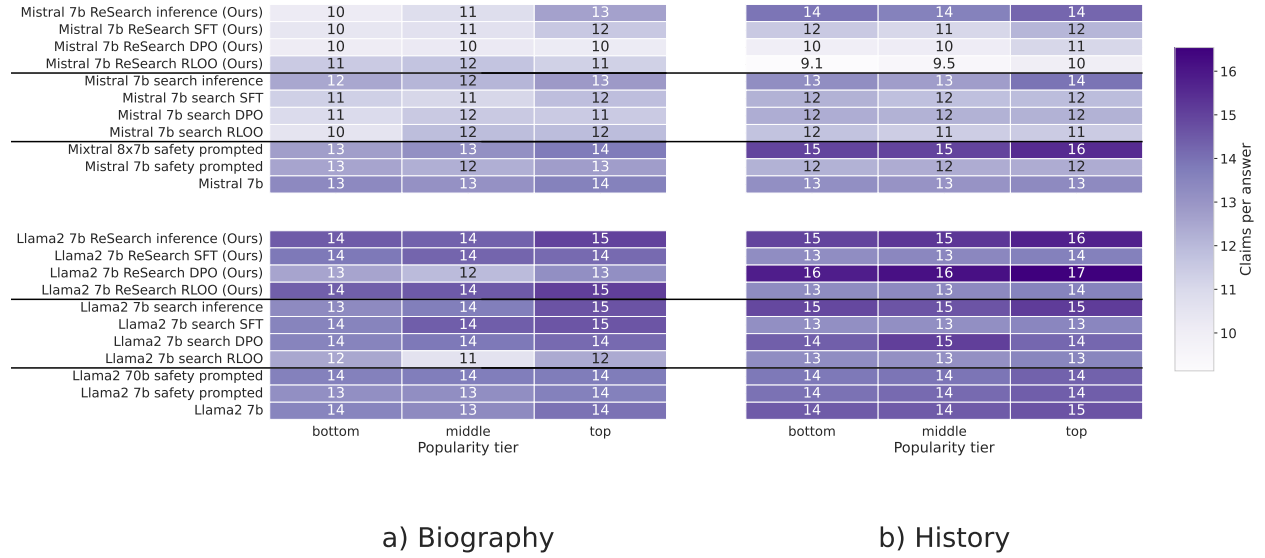 Mistral 7b ReSearch inference (Ours) 10 11 13 14 14 14
Mistral 7b ReSearch SFT (Ours) 10 11 12 12 11 12
Mistral 7b ReSearch DPO (Ours) 10 10 10 10 10 11
Mistral 7b ReSearch RLOO (Ours) 11 12 11 9.1 9.5 10
Mistral 7b search inference 12 12 13 13 13 14
Mistral 7b search SFT 11 11 12 12 12 12
Mistral 7b search DPO 11 12 11 12 12 12
Mistral 7b search RLOO 10 12 12 12 11 11
Mixtral 8x7b safety prompted 13 13 14 15 15 16
Mistral 7b safety prompted 13 12 13 12 12 12
Mistral 7b 13 13 14 13 13 13
Llama2 7b ReSearch inference (Ours) 14 14 15 15 15 16
Llama2 7b ReSearch SFT (Ours) 14 14 14 13 13 14
Llama2 7b ReSearch DPO (Ours) 13 12 13 16 16 17
Llama2 7b ReSearch RLOO (Ours) 14 14 15 13 13 14
Llama2 7b search inference 13 14 15 15 15 15
Llama2 7b search SFT 14 14 15 13 13 13
Llama2 7b search DPO 14 14 14 14 15 14
Llama2 7b search RLOO 12 11 12 13 13 13
Llama2 70b safety prompted 14 14 14 14 14 14
Llama2 7b safety prompted 13 13 14 14 14 14
Llama2 7b 14 13 14 14 14 15
bottom middle top bottom middle top
Popularity tier Popularity tier
16
15
14
13
12
11
10
Claims per answer
a) Biography b) History